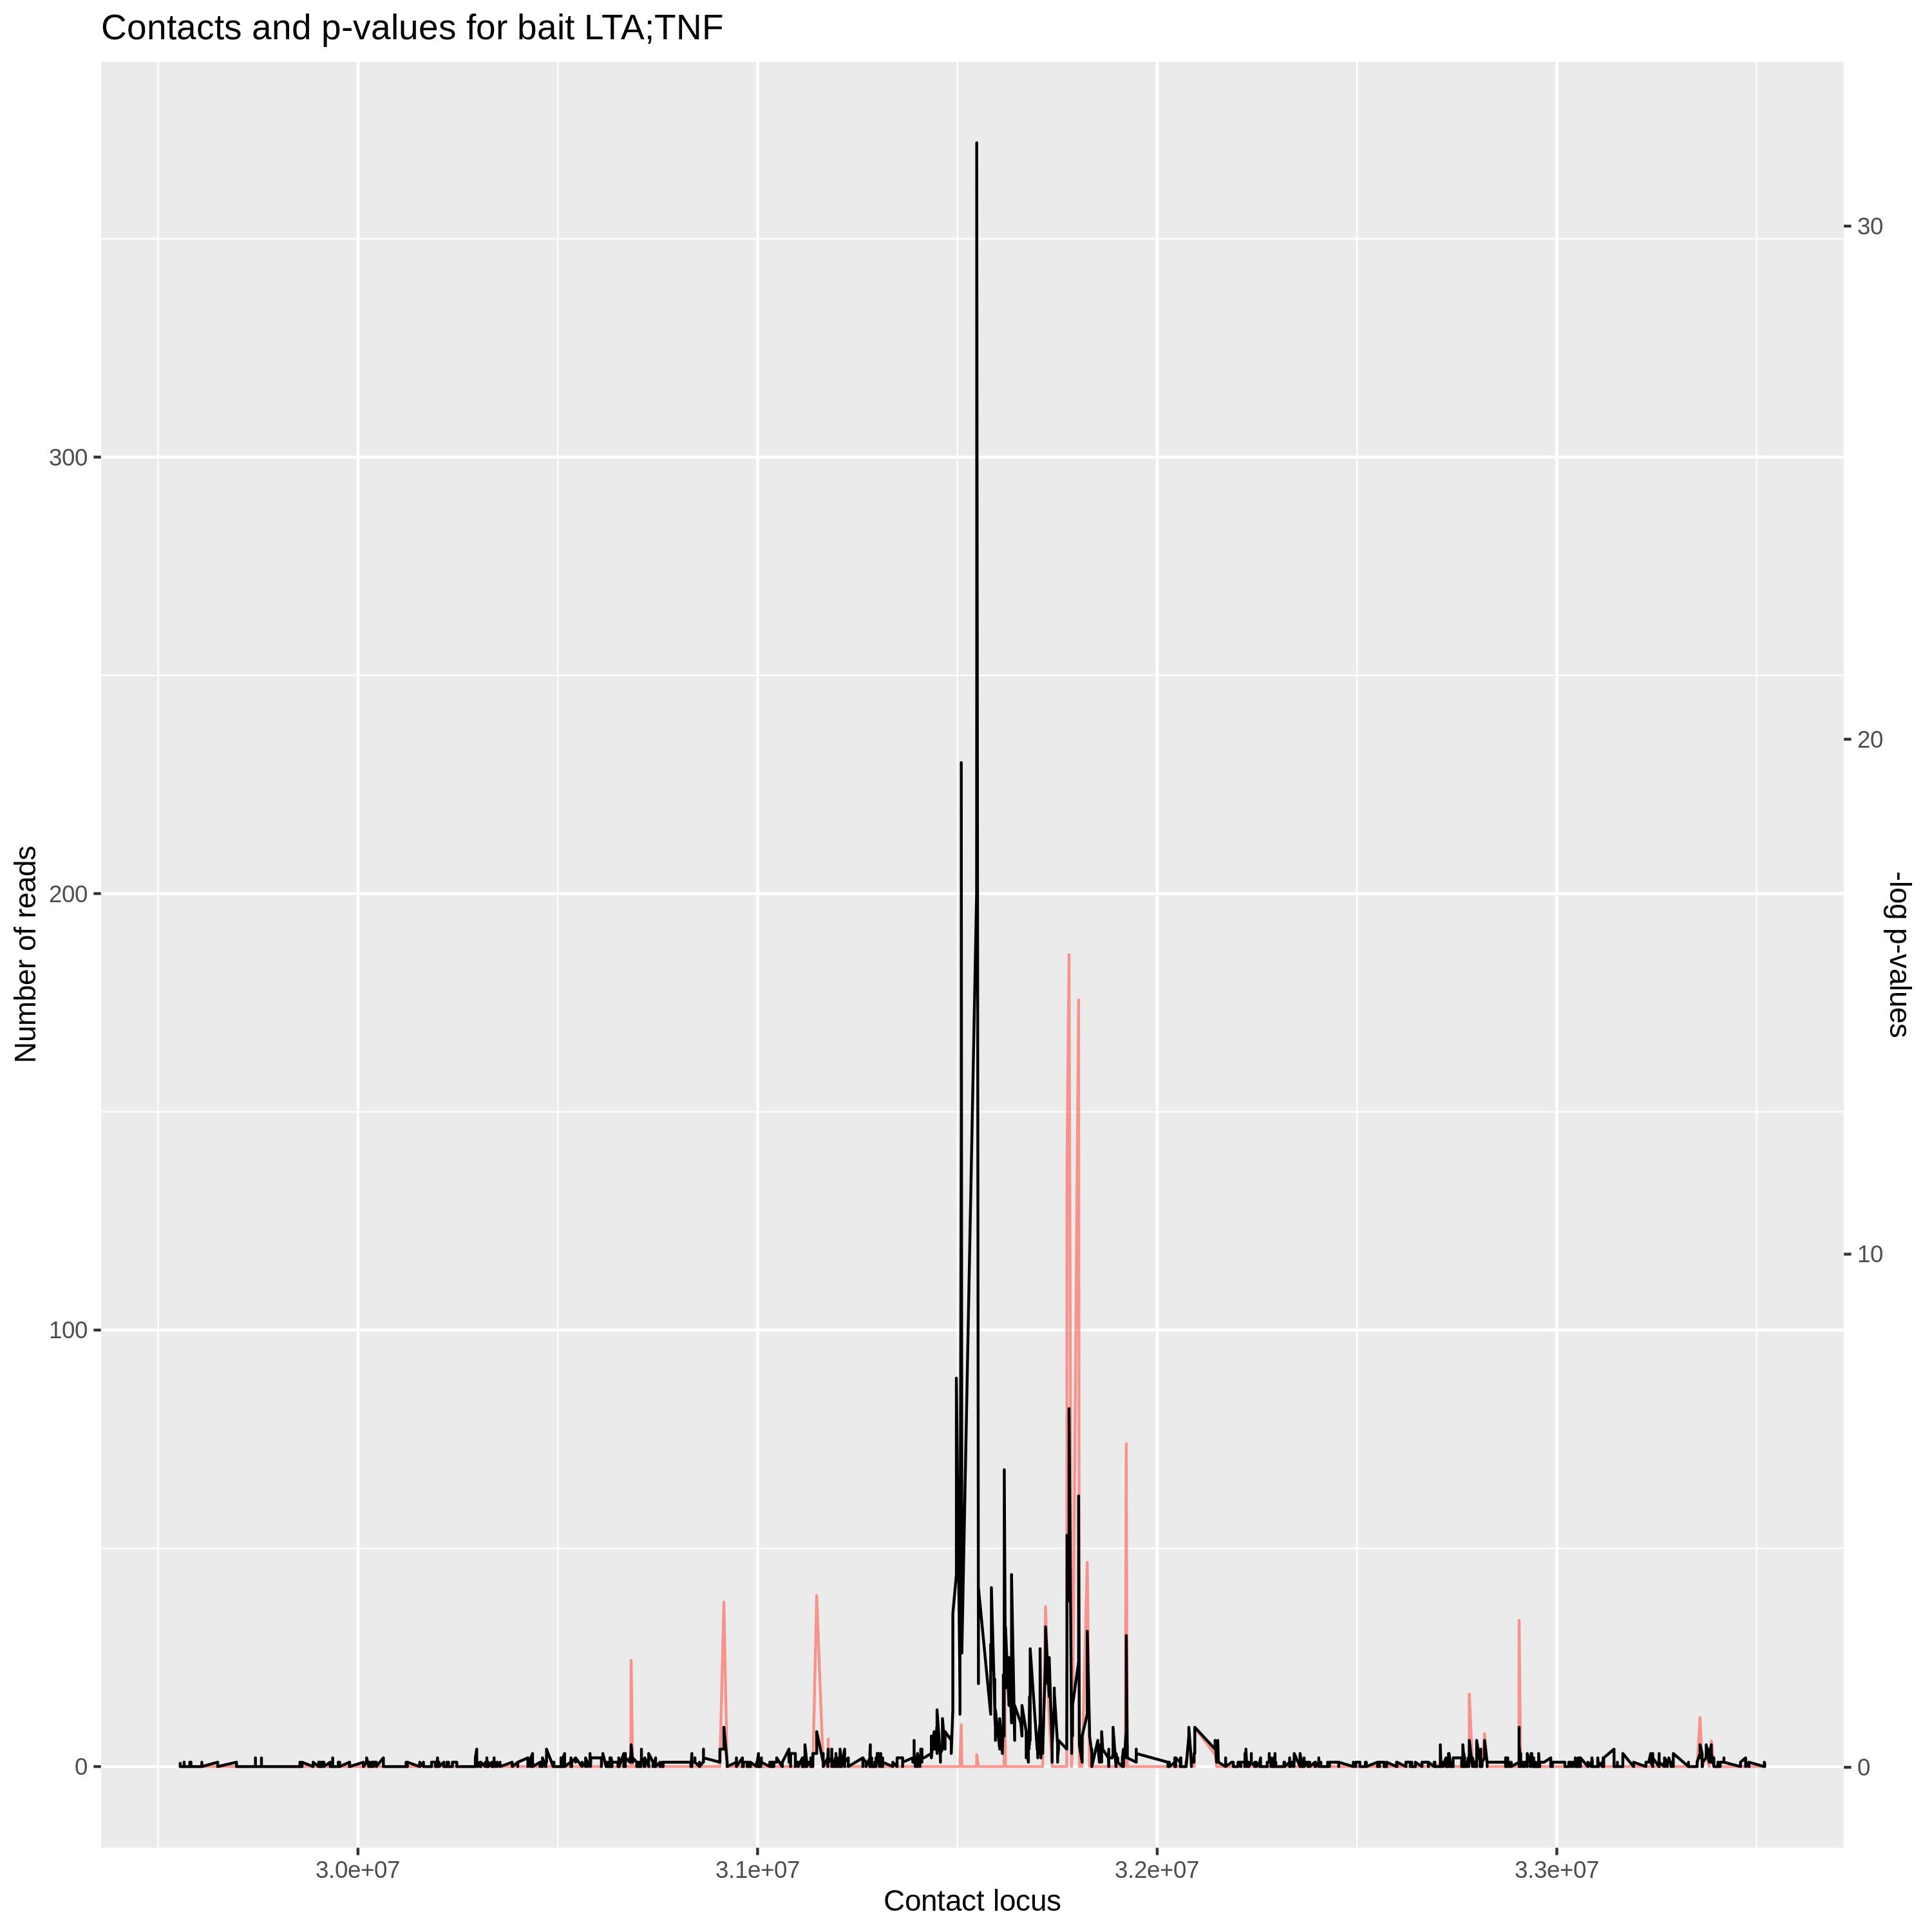 Contacts and p-values for bait LTA;TNF
Number of reads
300
200
100
0
30
20
10
0
-log p-values
3.0e+07
3.1e+07
3.2e+07
3.3e+07
Contact locus